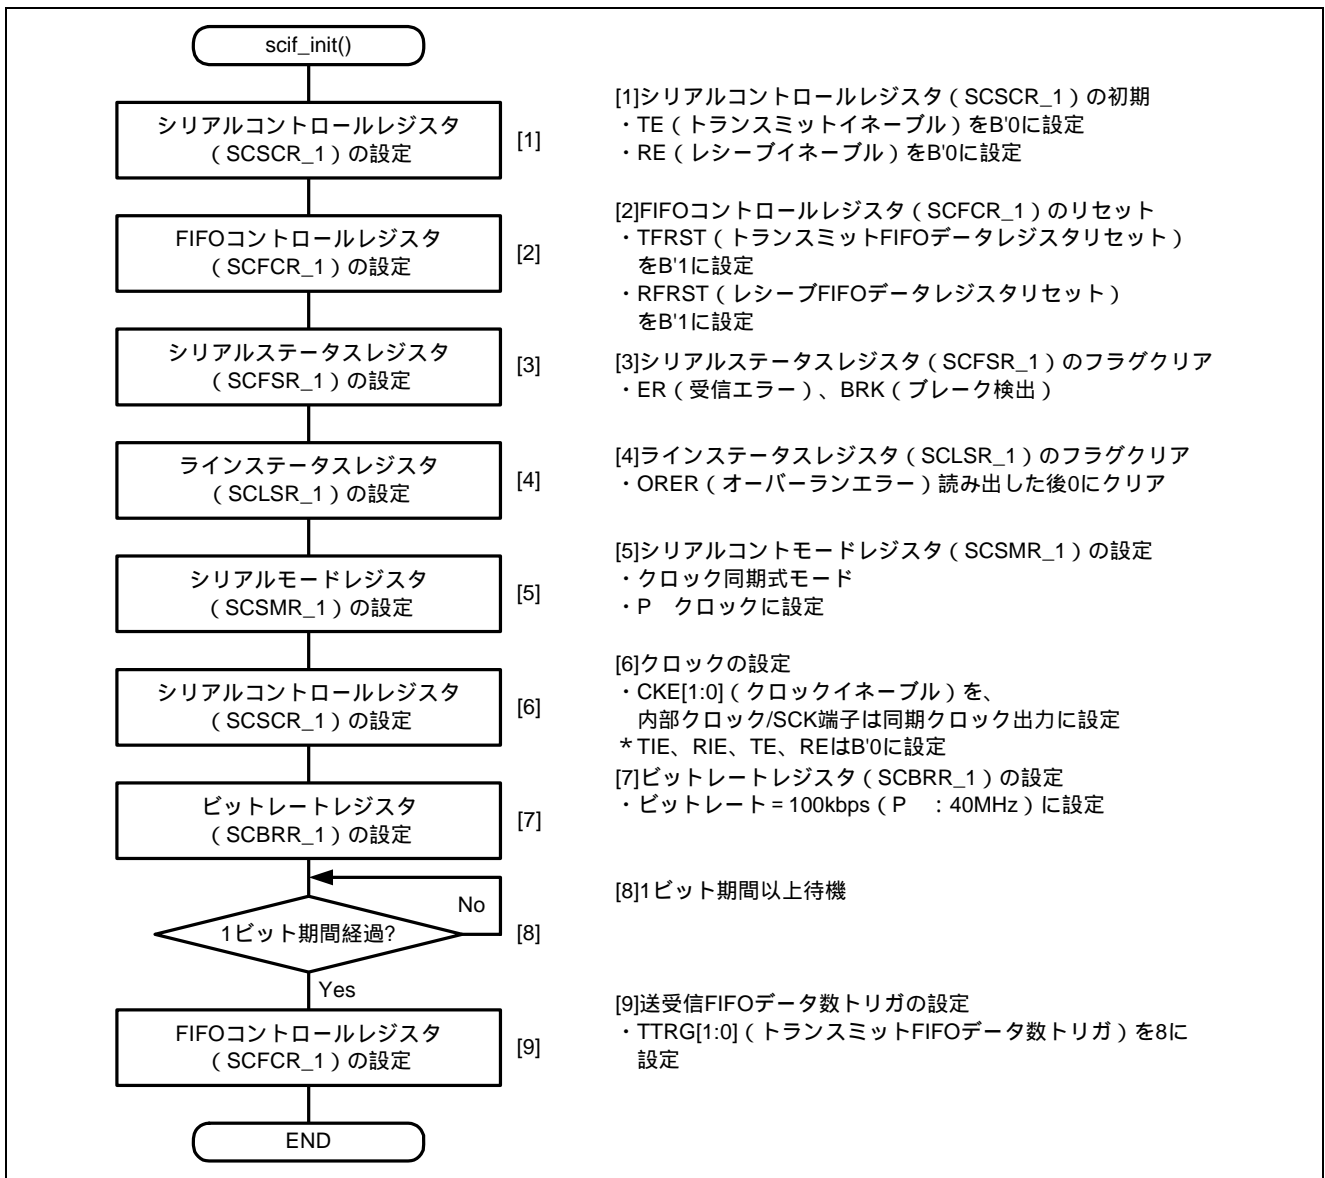 scif_init()
シリアルコントロールレジスタ
(SCSCR_1)の設定
[1]
[1]シリアルコントロールレジスタ(SCSCR_1)の初期
・TE(トランスミットイネーブル)をB'0に設定
・RE(レシーブイネーブル)をB'0に設定
FIFOコントロールレジスタ
(SCFCR_1)の設定
[2]
[2]FIFOコントロールレジスタ(SCFCR_1)のリセット
・TFRST(トランスミットFIFOデータレジスタリセット)
をB'1に設定
・RFRST(レシーブFIFOデータレジスタリセット)
をB'1に設定
シリアルステータスレジスタ
(SCFSR_1)の設定
[3]
[3]シリアルステータスレジスタ(SCFSR_1)のフラグクリア
・ER(受信エラー)、BRK(ブレーク検出)
ラインステータスレジスタ
(SCLSR_1)の設定
[4]
[4]ラインステータスレジスタ(SCLSR_1)のフラグクリア
・ORER(オーバーランエラー)読み出した後0にクリア
シリアルモードレジスタ
(SCSMR_1)の設定
[5]
[5]シリアルコントモードレジスタ(SCSMR_1)の設定
・クロック同期式モード
・P クロックに設定
シリアルコントロールレジスタ
(SCSCR_1)の設定
[6]
[6]クロックの設定
・CKE[1:0](クロックイネーブル)を、
内部クロック/SCK端子は同期クロック出力に設定
*TIE、RIE、TE、REはB'0に設定
ビットレートレジスタ
(SCBRR_1)の設定
[7]
[7]ビットレートレジスタ(SCBRR_1)の設定
・ビットレート=100kbps(P :40MHz)に設定
1ビット期間経過?
No
[8]
[8]1ビット期間以上待機
Yes
FIFOコントロールレジスタ
(SCFCR_1)の設定
[9]
[9]送受信FIFOデータ数トリガの設定
・TTRG[1:0](トランスミットFIFOデータ数トリガ)を8に
設定
END